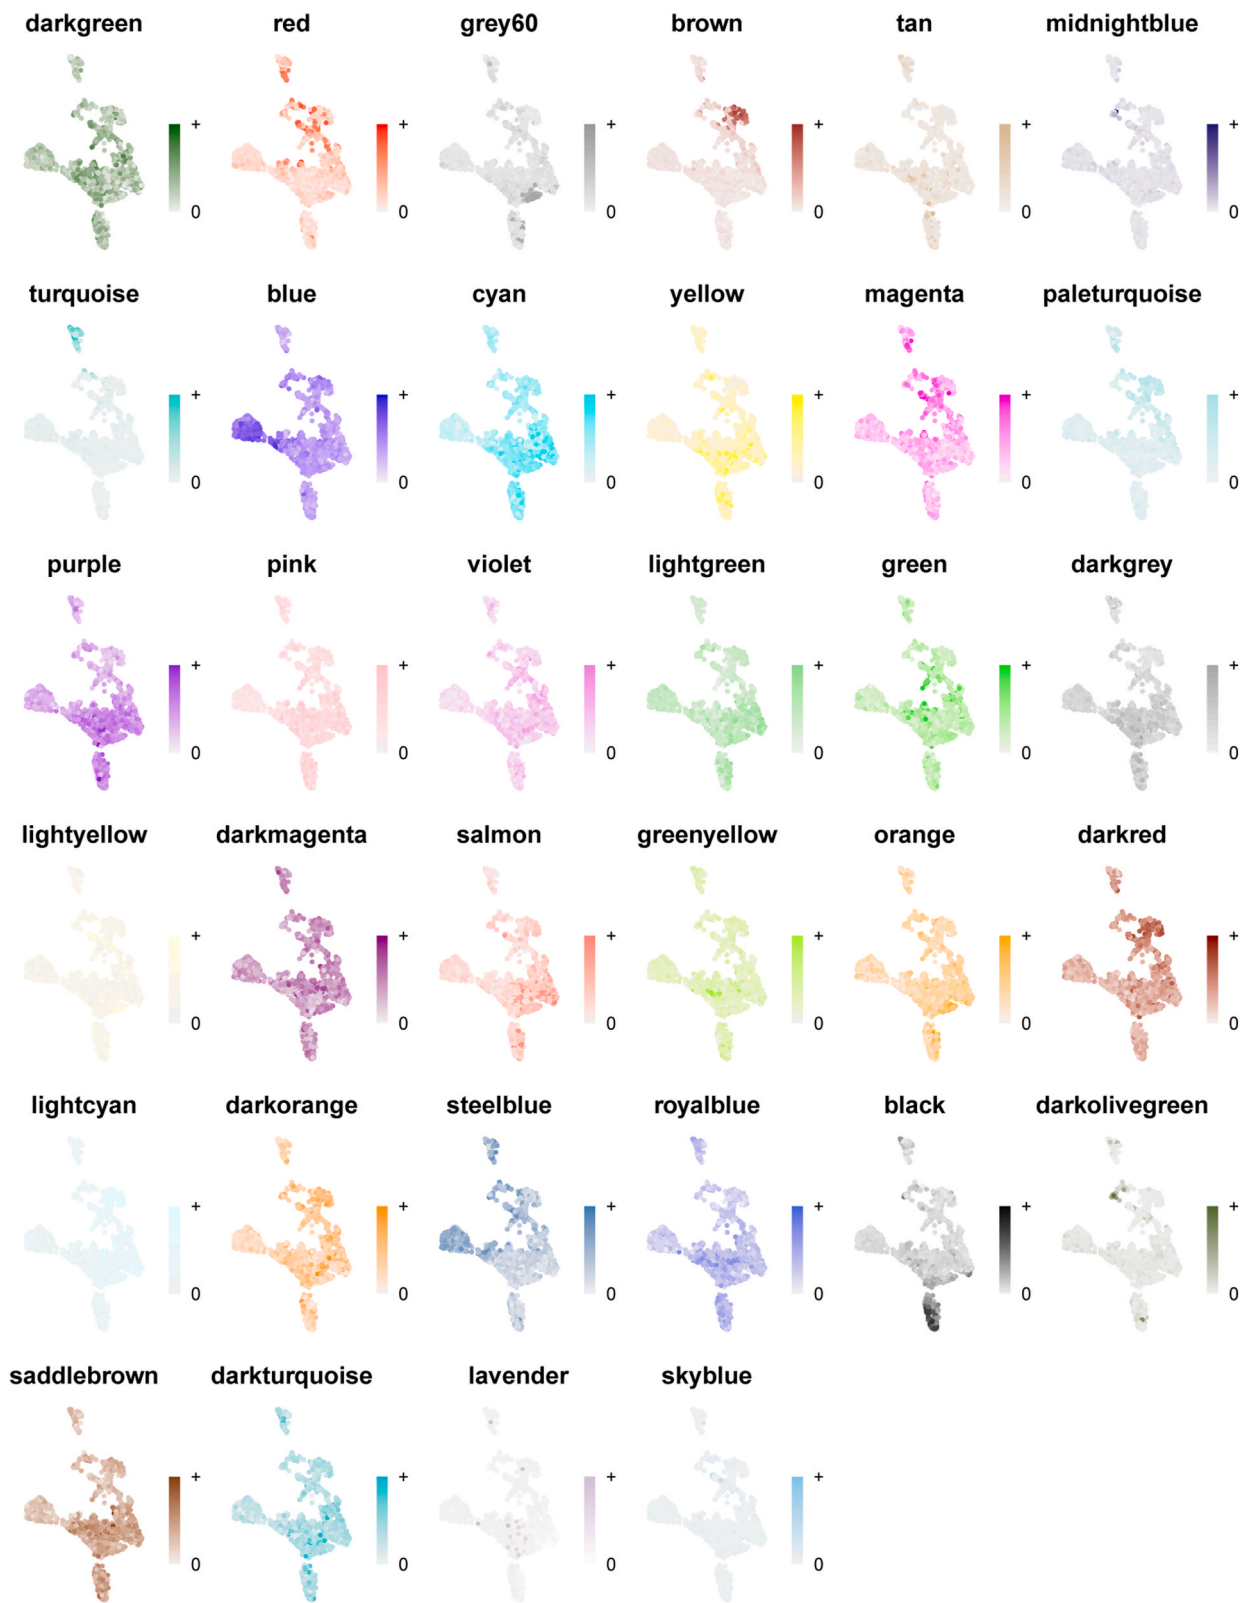 darkgreen red grey60 brown tan midnightblue
+ + + + + +
0 0 0 0 0 0
turquoise blue cyan yellow magenta paleturquoise
+ + + + + +
0 0 0 0 0 0
purple pink violet lightgreen green darkgrey
+ + + + + +
0 0 0 0 0 0
lightyellow darkmagenta salmon greenyellow orange darkred
+ + + + + +
0 0 0 0 0 0
lightcyan darkorange steelblue royalblue black darkolivegreen
+ + + + + +
0 0 0 0 0 0
saddlebrown darkturquoise lavender skyblue
+ + + +
0 0 0 0